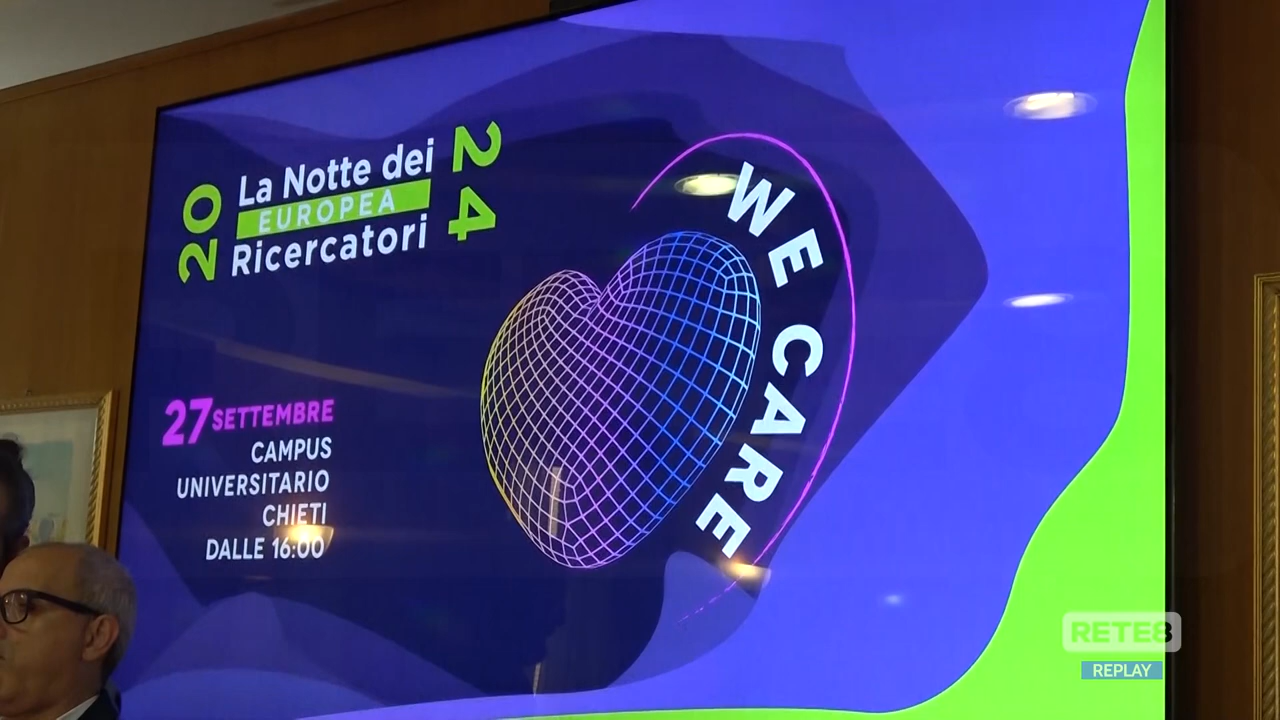 20
La Notte dei
EUROPEA
Ricercatori
24
WE CARE
27 SETTEMBRE
CAMPUS
UNIVERSITARIO
CHIETI
DALLE 16:00
RETE8
REPLAY